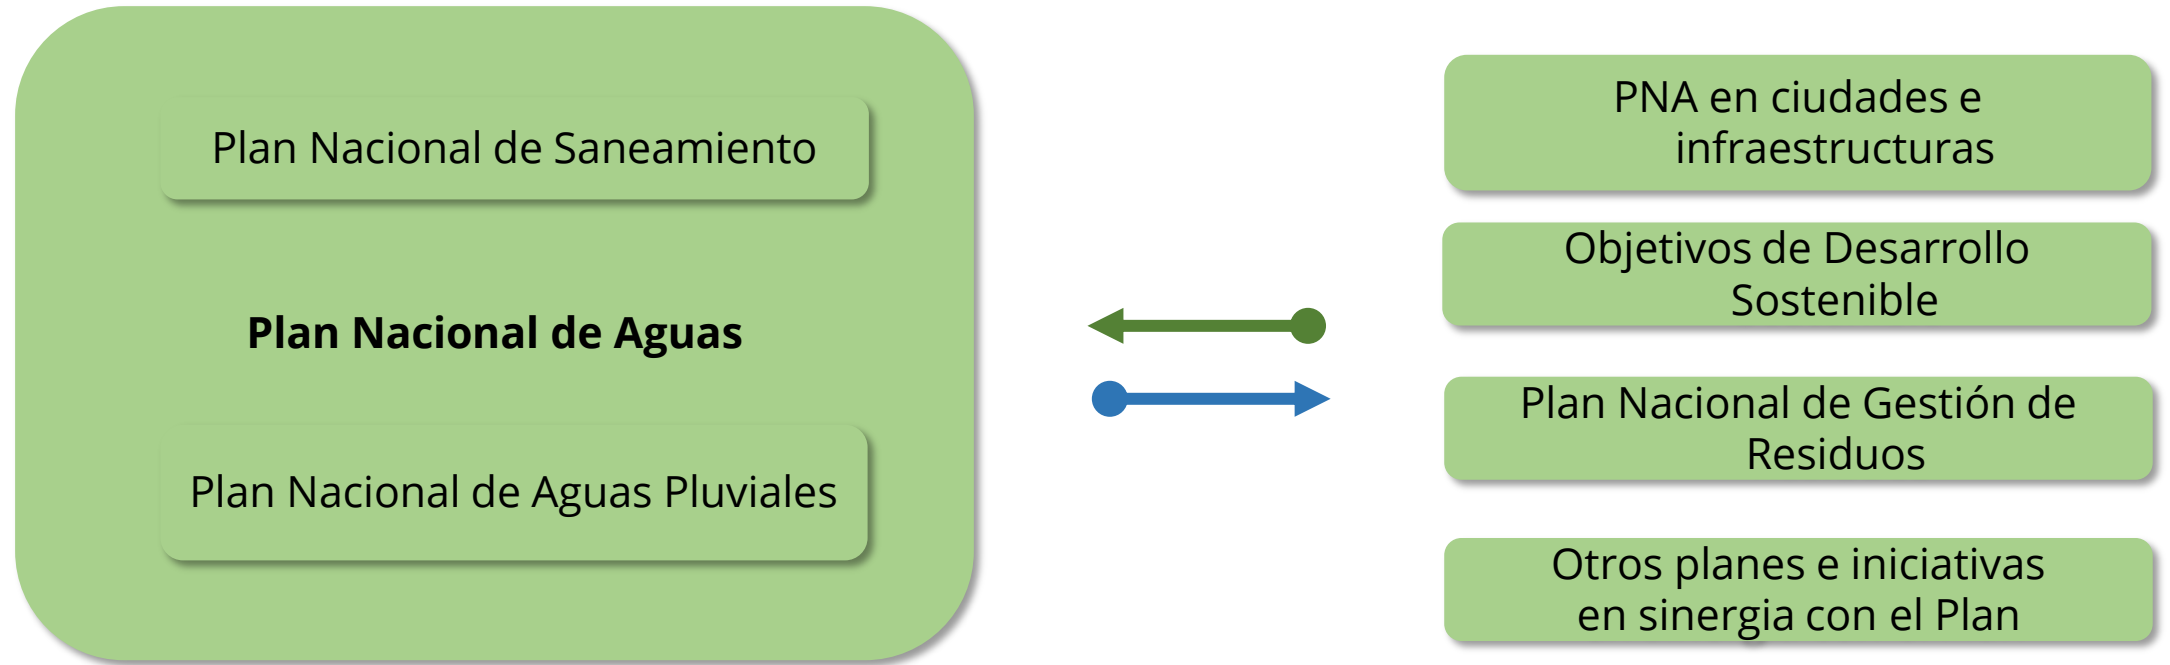 Plan Nacional de Saneamiento
Plan Nacional de Aguas
Plan Nacional de Aguas Pluviales
PNA en ciudades e
infraestructuras
Objetivos de Desarrollo
Sostenible
Plan Nacional de Gestión de
Residuos
Otros planes e iniciativas
en sinergia con el Plan